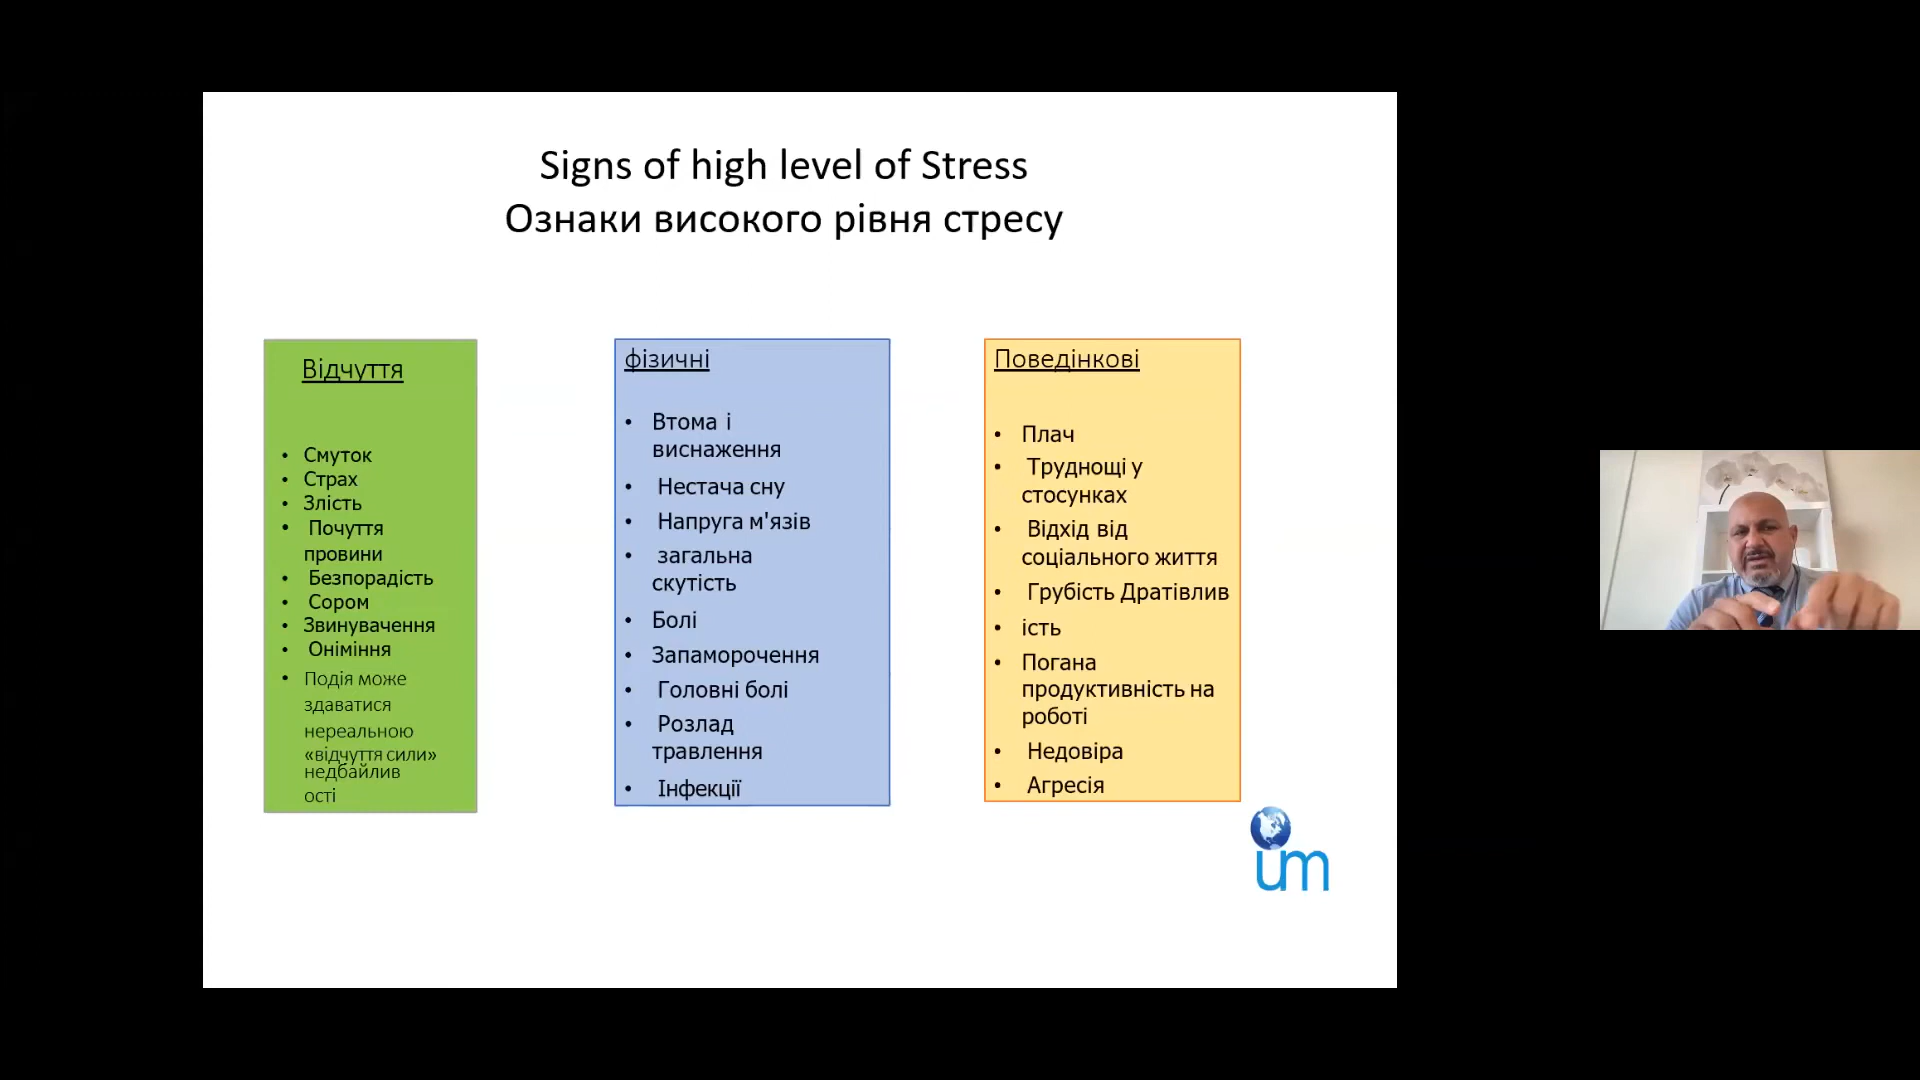 Signs of high level of Stress
Ознаки високого рівня стресу
Відчуття
• Смуток
• Страх
• Злість
• Почуття
провини
• Безпорадість
• Сором
• Звинувачення
• Оніміння
• Подія може
здаватися
нереальною
«відчуття сили»
недбайлив
ості
фізичні
• Втома і
виснаження
• Нестача сну
• Напруга м'язів
• загальна
скутість
• Болі
• Запаморочення
• Головні болі
• Розлад
травлення
• Інфекції
Поведінкові
• Плач
• Труднощі у
стосунках
• Відхід від
соціального життя
• Грубість Дратівлив
• ість
• Погана
продуктивність на
роботі
• Недовіра
• Агресія
um